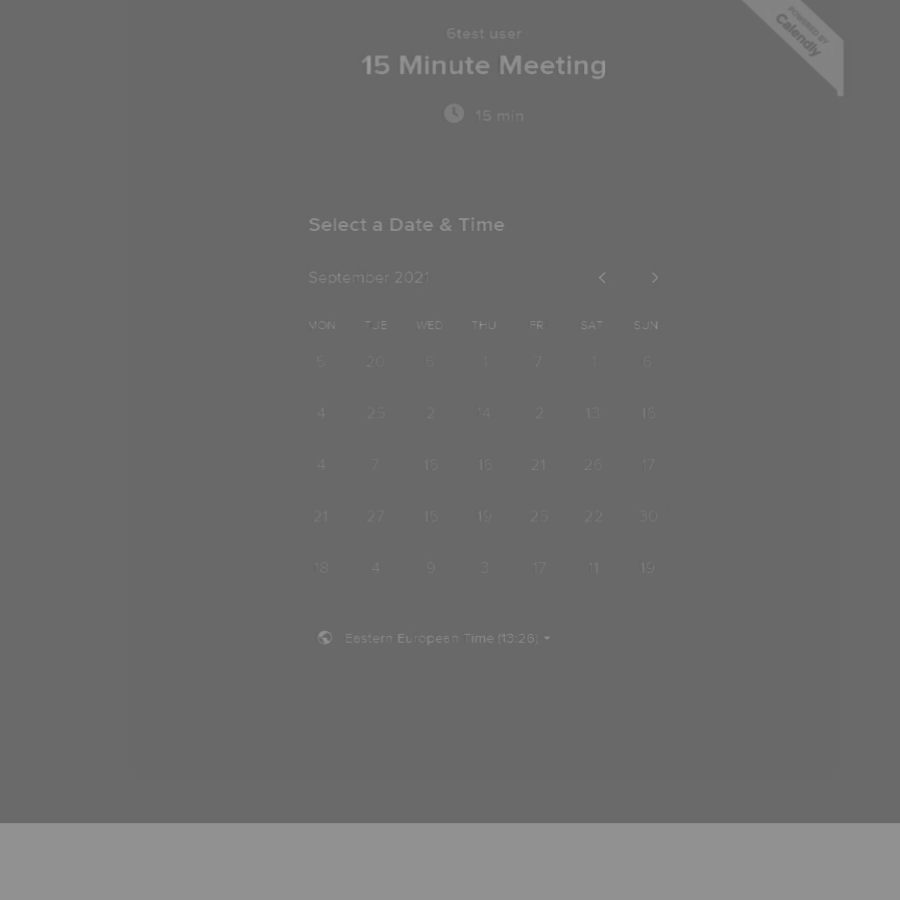 POWERED BY
Calendly
6test user
15 Minute Meeting
15 min
Select a Date & Time
September 2021
MON TUE WED THU FRI SAT SUN
5 20 6 1 7 1 6
4 23 2 14 2 13 15
4 7 15 15 21 26 17
21 27 15 19 25 22 30
18 4 9 3 17 11 19
Eastern European Time (13:26)